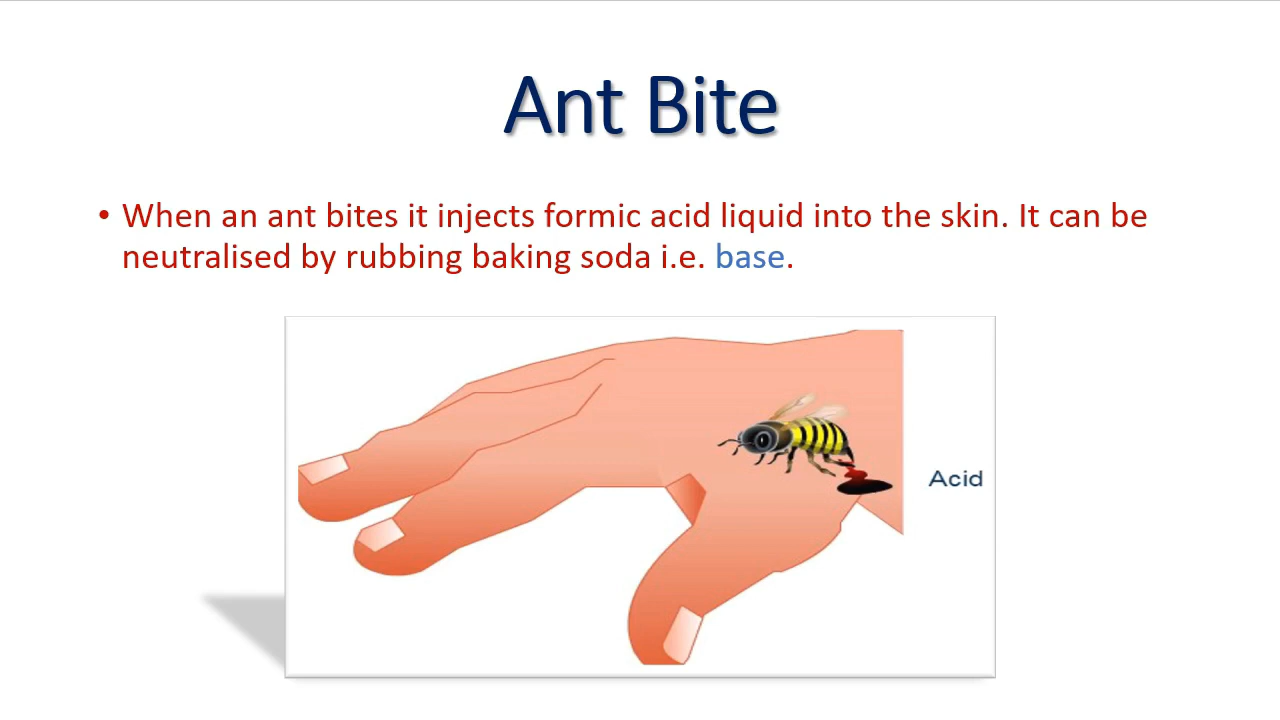 Ant Bite
• When an ant bites it injects formic acid liquid into the skin. It can be
neutralised by rubbing baking soda i.e. base.
Acid